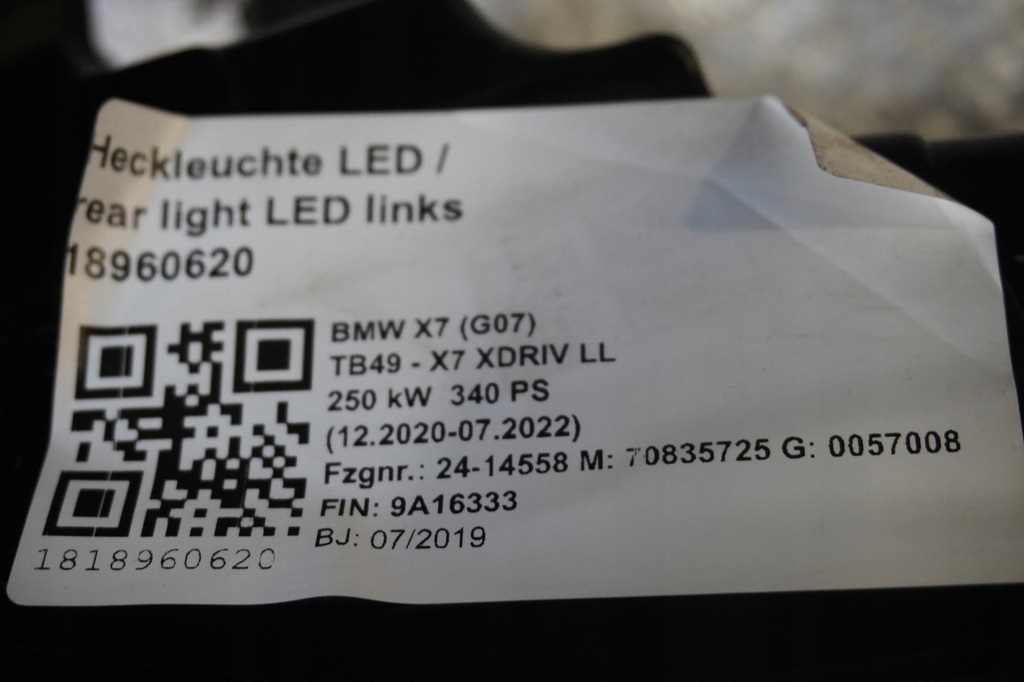 Heckleuchte LED /
rear light LED links
18960620
BMW X7 (G07)
TB49 - X7 XDRIV LL
250 kW 340 PS
(12.2020-07.2022)
Fzgnr.: 24-14558 M: 70835725 G: 0057008
FIN: 9A16333
BJ: 07/2019
1818960620